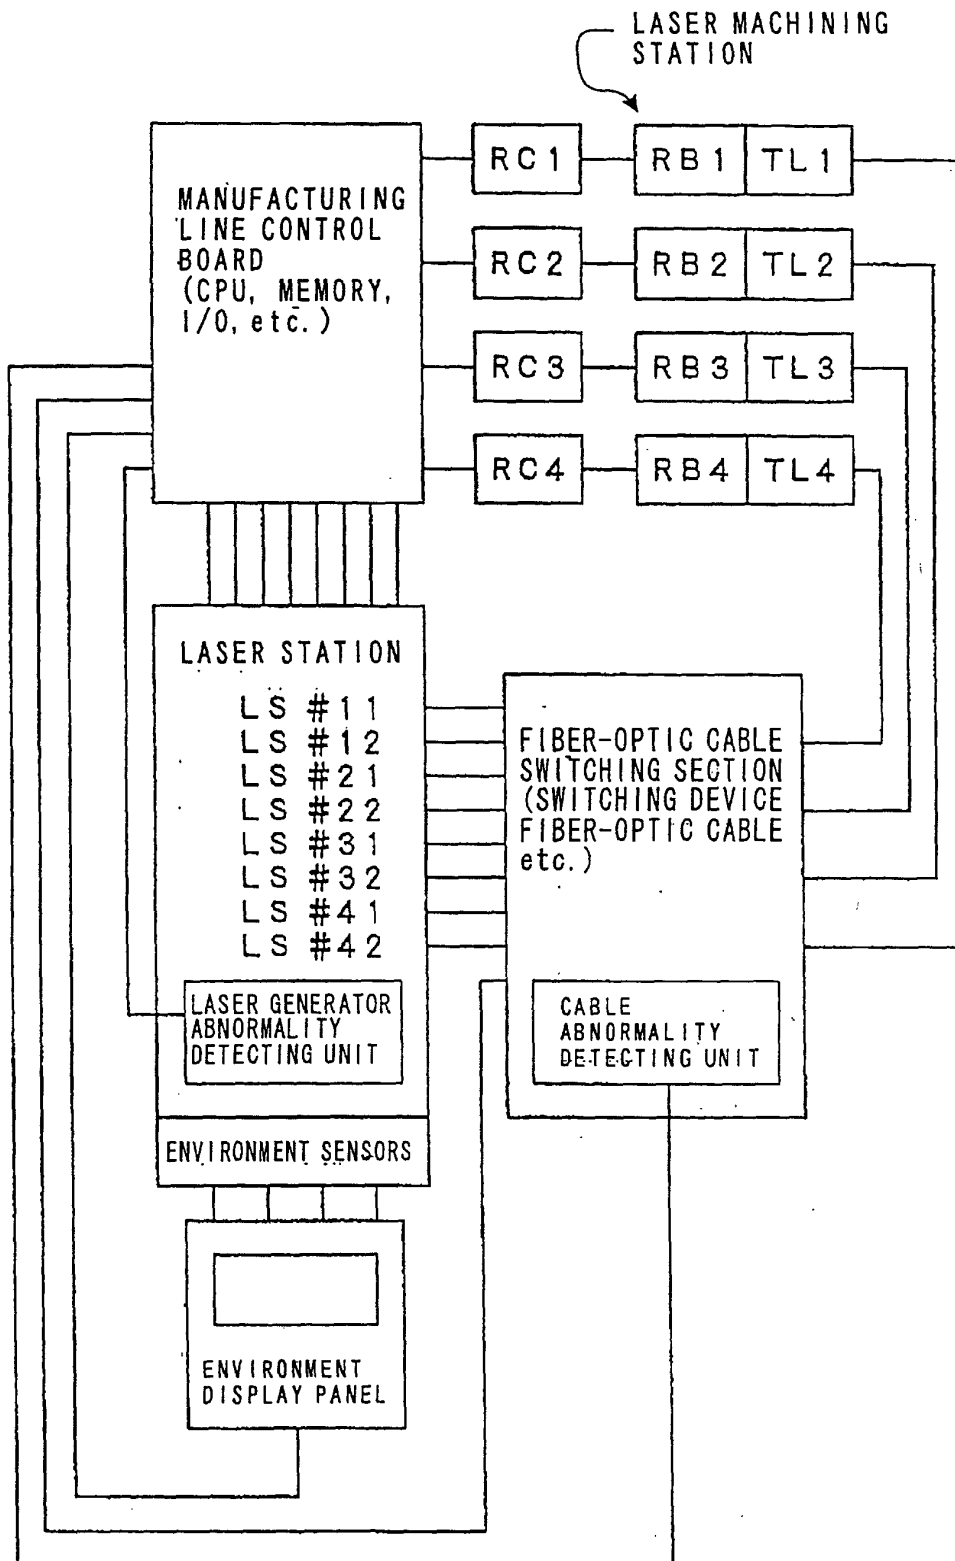 LASER MACHINING
STATION
RC1 RB1 TL1
MANUFACTURING
LINE CONTROL
BOARD
(CPU, MEMORY,
I/O, etc.)
RC2 RB2 TL2
RC3 RB3 TL3
RC4 RB4 TL4
LASER STATION
LS #11
LS #12
LS #21
LS #22
LS #31
LS #32
LS #41
LS #42
FIBER-OPTIC CABLE
SWITCHING SECTION
(SWITCHING DEVICE
FIBER-OPTIC CABLE
etc.)
LASER GENERATOR
ABNORMALITY
DETECTING UNIT
CABLE
ABNORMALITY
DETECTING UNIT
ENVIRONMENT SENSORS
ENVIRONMENT
DISPLAY PANEL